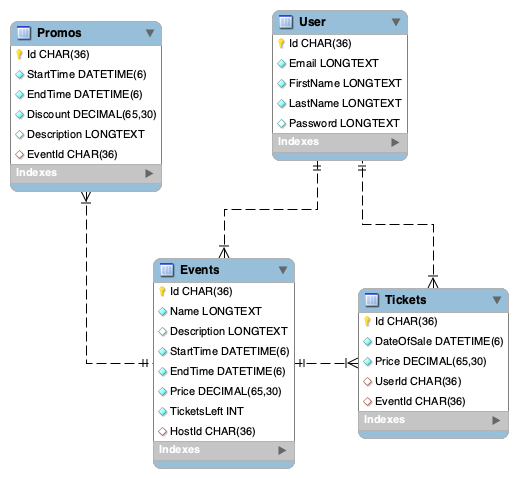 Promos
Id CHAR(36)
StartTime DATETIME(6)
EndTime DATETIME(6)
Discount DECIMAL(65,30)
Description LONGTEXT
EventId CHAR(36)
Indexes
User
Id CHAR(36)
Email LONGTEXT
FirstName LONGTEXT
LastName LONGTEXT
Password LONGTEXT
Indexes
Events
Id CHAR(36)
Name LONGTEXT
Description LONGTEXT
StartTime DATETIME(6)
EndTime DATETIME(6)
Price DECIMAL(65,30)
TicketsLeft INT
HostId CHAR(36)
Indexes
Tickets
Id CHAR(36)
DateOfSale DATETIME(6)
Price DECIMAL(65,30)
UserId CHAR(36)
EventId CHAR(36)
Indexes